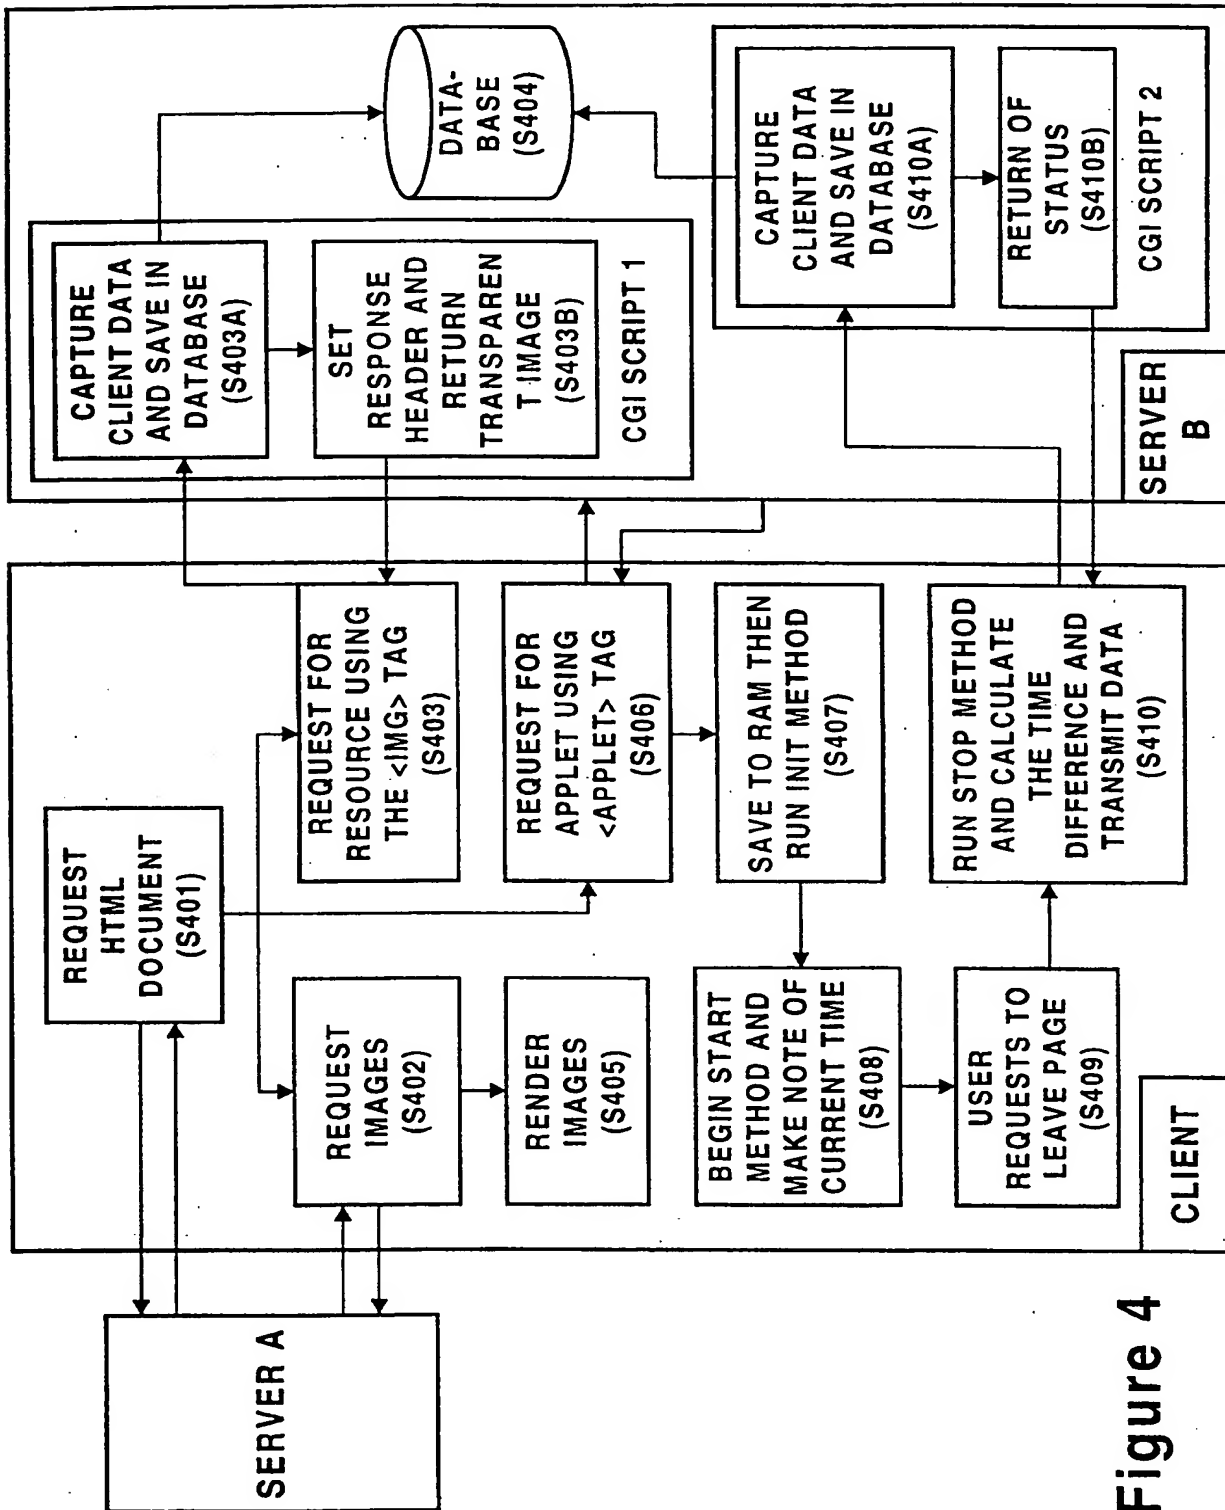 SERVER A
REQUEST
HTML
DOCUMENT
(S401)
REQUEST
IMAGES
(S402)
RENDER
IMAGES
(S405)
REQUEST FOR
RESOURCE USING
THE <IMG> TAG
(S403)
REQUEST FOR
APPLET USING
<APPLET> TAG
(S406)
SAVE TO RAM THEN
RUN INIT METHOD
(S407)
BEGIN START
METHOD AND
MAKE NOTE OF
CURRENT TIME
(S408)
USER
REQUESTS TO
LEAVE PAGE
(S409)
RUN STOP METHOD
AND CALCULATE
THE TIME
DIFFERENCE AND
TRANSMIT DATA
(S410)
CLIENT
CAPTURE
CLIENT DATA
AND SAVE IN
DATABASE
(S403A)
SET
RESPONSE
HEADER AND
RETURN
TRANSPAREN
T IMAGE
(S403B)
CGI SCRIPT 1
DATA-
BASE
(S404)
CAPTURE
CLIENT DATA
AND SAVE IN
DATABASE
(S410A)
RETURN OF
STATUS
(S410B)
CGI SCRIPT 2
SERVER
B
Figure 4